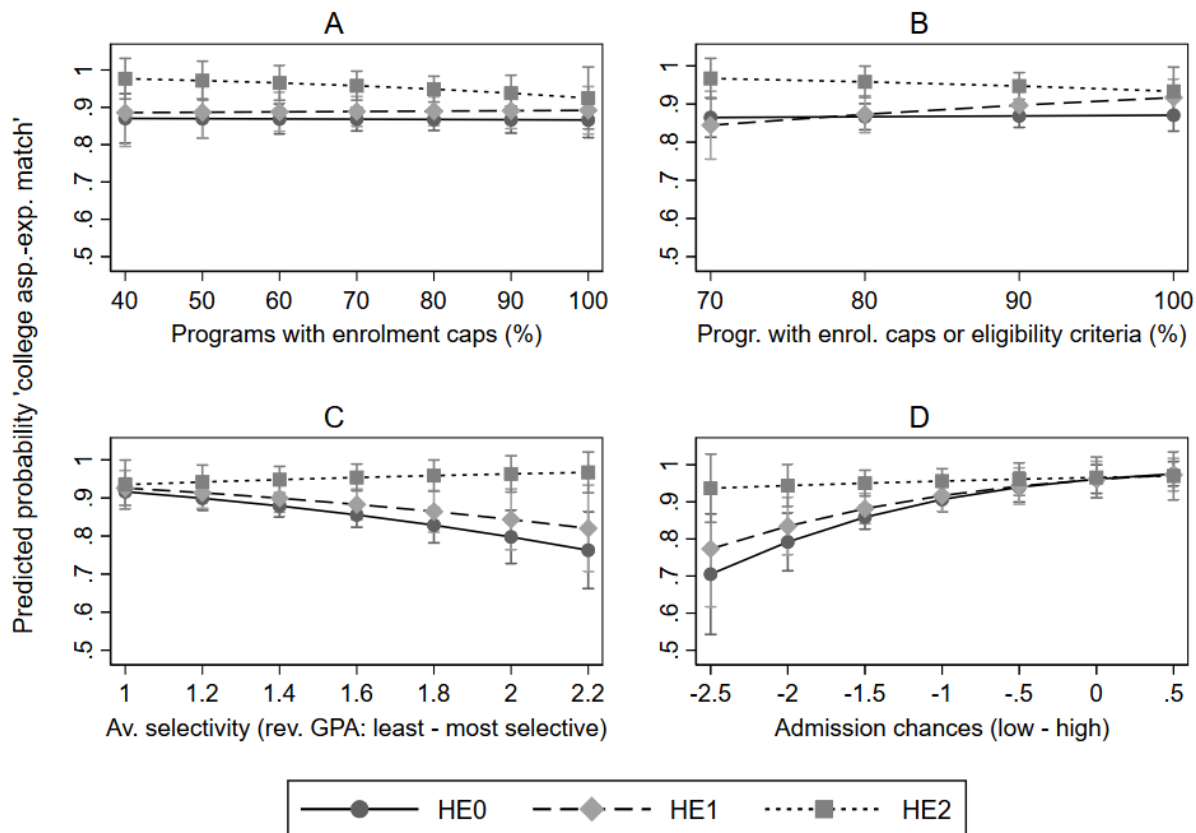 Predicted probability 'college asp.-exp. match'
A
1
.9
.8
.7
.6
.5
40 50 60 70 80 90 100
Programs with enrolment caps (%)
B
1
.9
.8
.7
.6
.5
70 80 90 100
Progr. with enrol. caps or eligibility criteria (%)
C
1
.9
.8
.7
.6
.5
1 1.2 1.4 1.6 1.8 2 2.2
Av. selectivity (rev. GPA: least - most selective)
D
1
.9
.8
.7
.6
.5
-2.5 -2 -1.5 -1 -.5 0 .5
Admission chances (low - high)
HE0 HE1 HE2